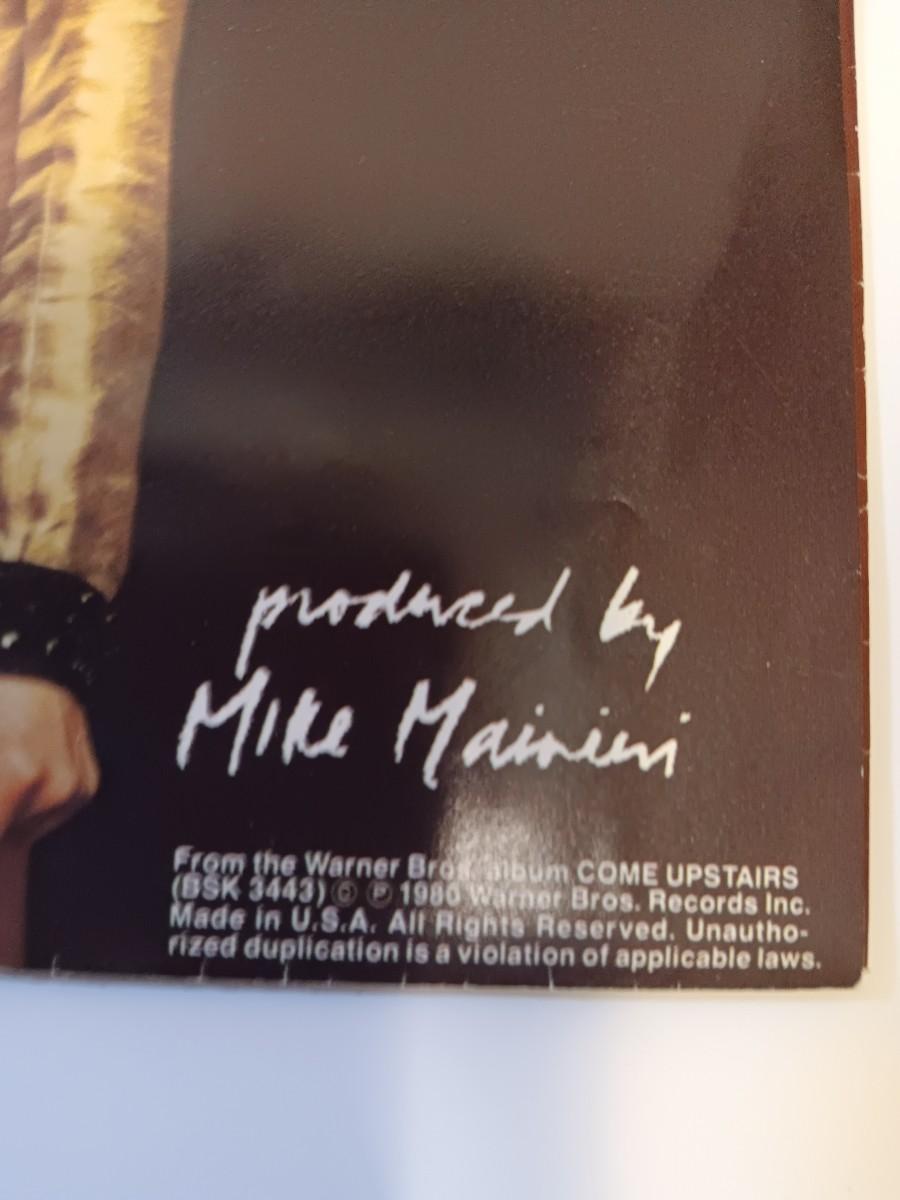 produced by
Mike Mainieri
From the Warner Bros. album COME UPSTAIRS
(BSK 3443) © ℗ 1980 Warner Bros. Records Inc.
Made in U.S.A. All Rights Reserved. Unautho-
rized duplication is a violation of applicable laws.